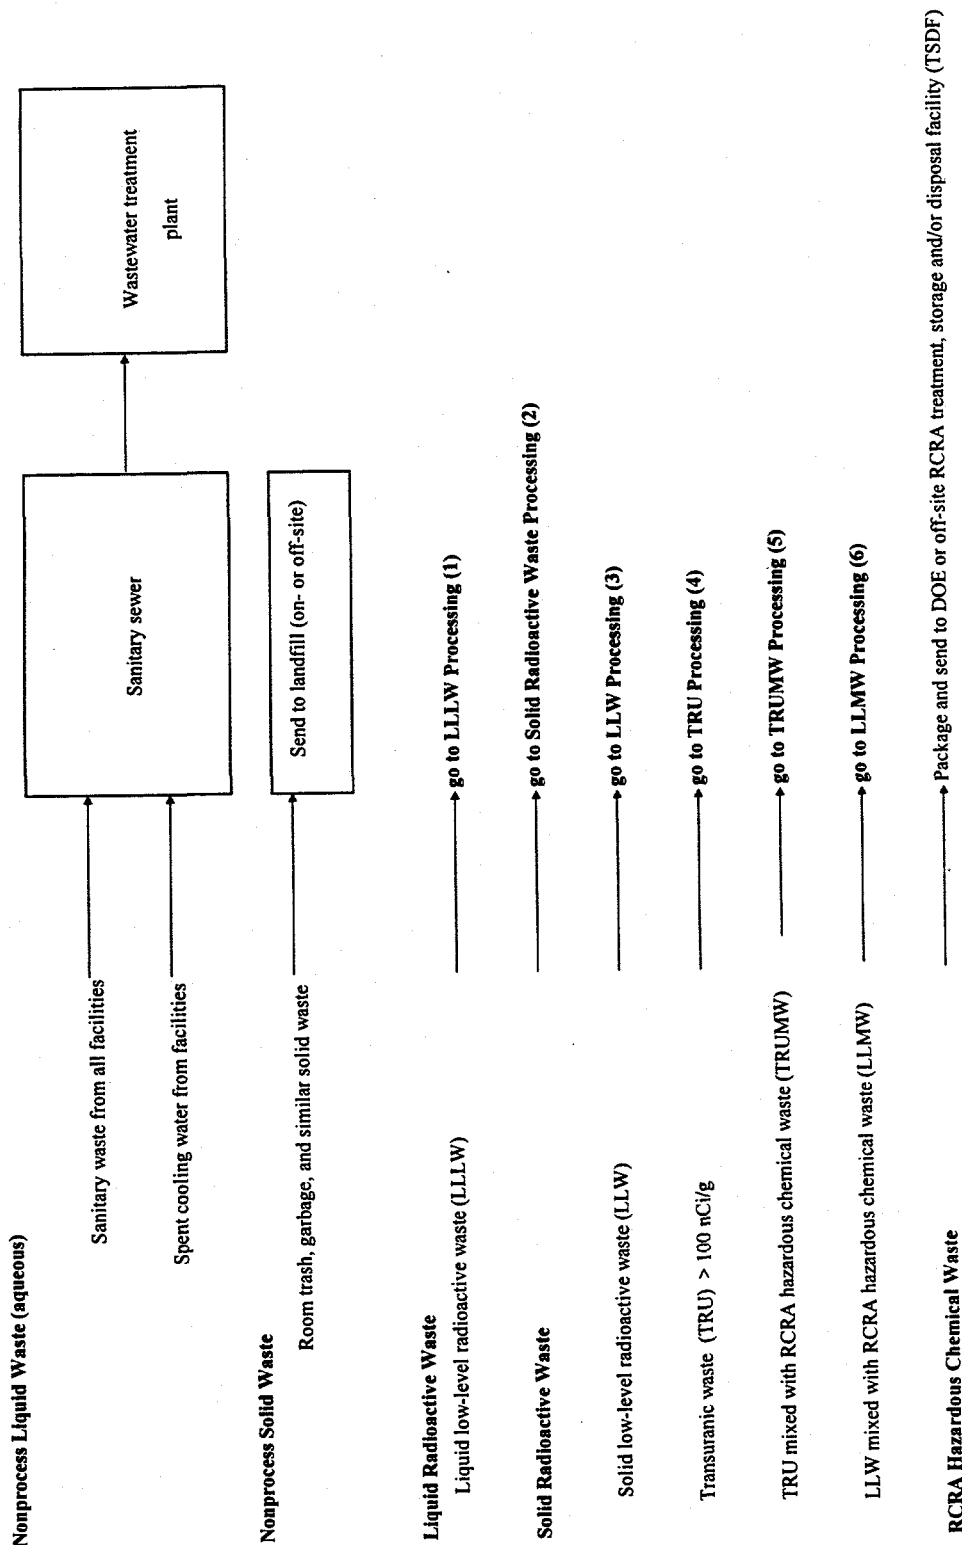 Nonprocess Liquid Waste (aqueous)
Sanitary waste from all facilities
Spent cooling water from facilities
Sanitary sewer
Wastewater treatment
plant
Nonprocess Solid Waste
Room trash, garbage, and similar solid waste
Send to landfill (on- or off-site)
Liquid Radioactive Waste
Liquid low-level radioactive waste (LLLW)
go to LLLW Processing (1)
Solid Radioactive Waste
go to Solid Radioactive Waste Processing (2)
Solid low-level radioactive waste (LLW)
go to LLW Processing (3)
Transuranic waste (TRU) > 100 nCi/g
go to TRU Processing (4)
TRU mixed with RCRA hazardous chemical waste (TRUMW)
go to TRUMW Processing (5)
LLW mixed with RCRA hazardous chemical waste (LLMW)
go to LLMW Processing (6)
RCRA Hazardous Chemical Waste
Package and send to DOE or off-site RCRA treatment, storage and/or disposal facility (TSDF)